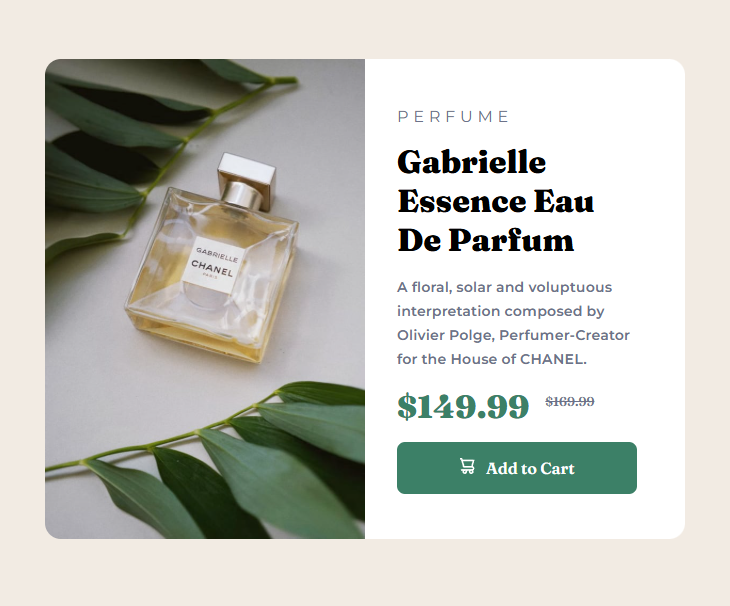 GABRIELLE
CHANEL
PARIS
PERFUME
Gabrielle
Essence Eau
De Parfum
A floral, solar and voluptuous
interpretation composed by
Olivier Polge, Perfumer-Creator
for the House of CHANEL.
$149.99 $169.99
Add to Cart